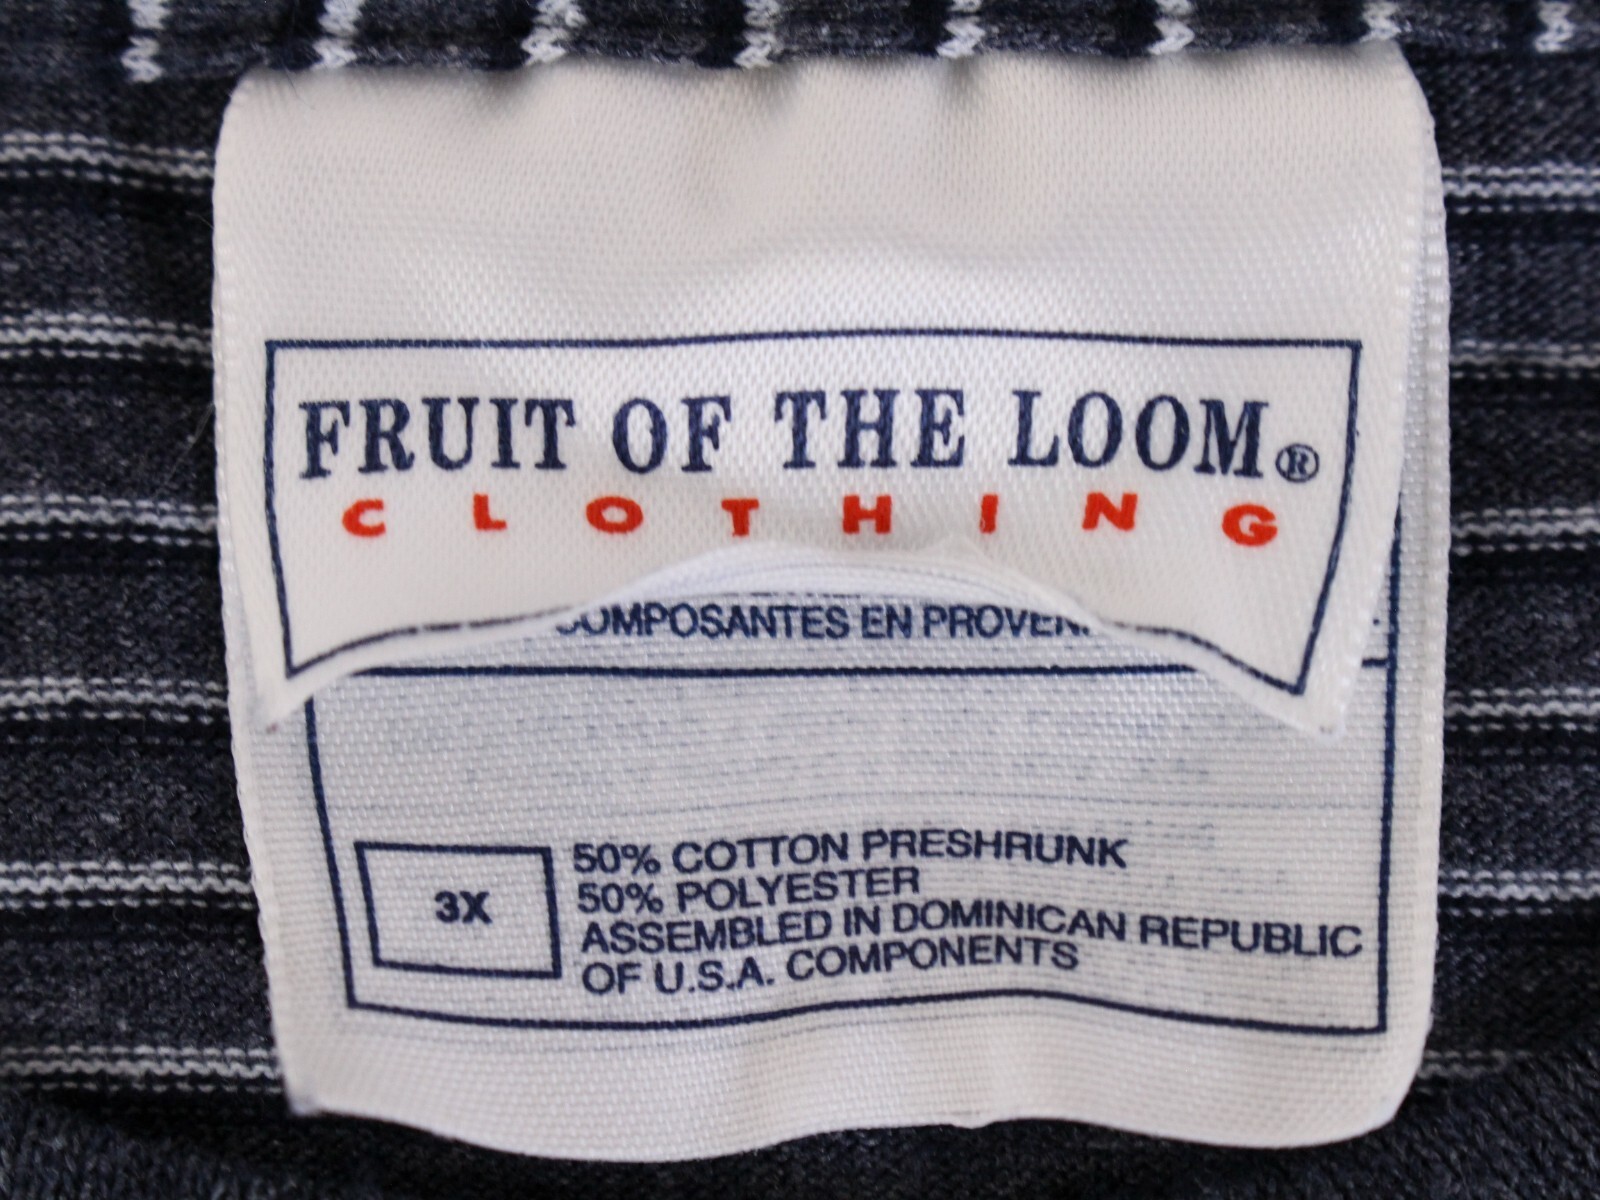 FRUIT OF THE LOOM®
CLOTHING
COMPOSANTES EN
3X
50% COTTON PRESHRUNK
50% POLYESTER
ASSEMBLED IN DOMINICAN REPUBLIC
OF U.S.A. COMPONENTS